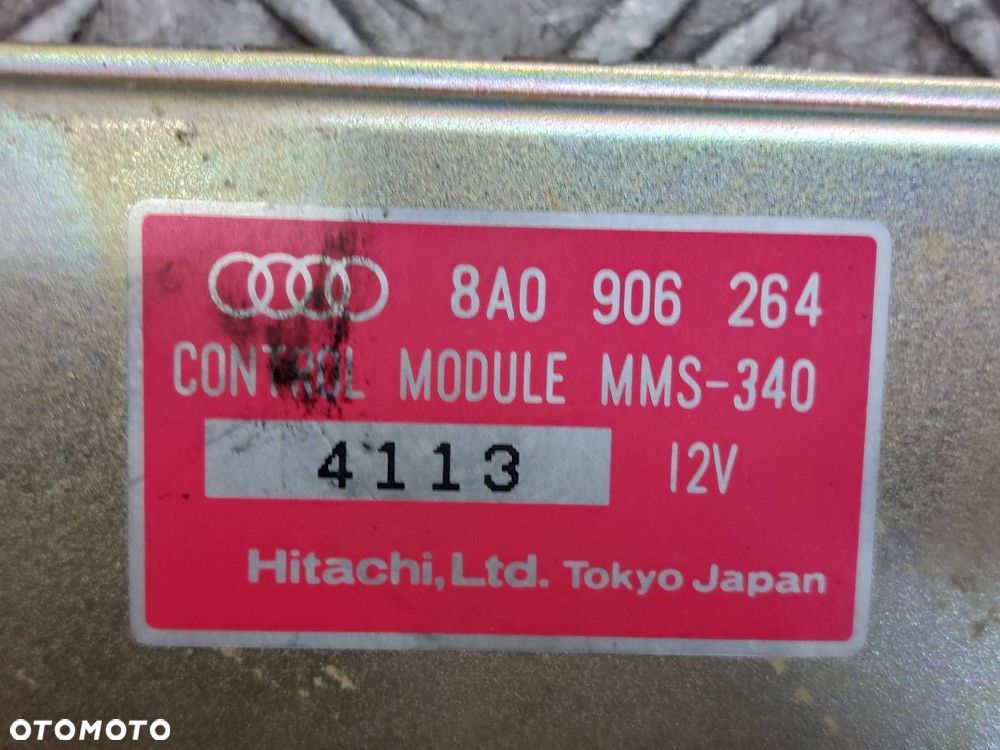 8A0 906 264
CONTROL MODULE MMS-340
4113 12V
Hitachi, Ltd. Tokyo Japan
OTOMOTO